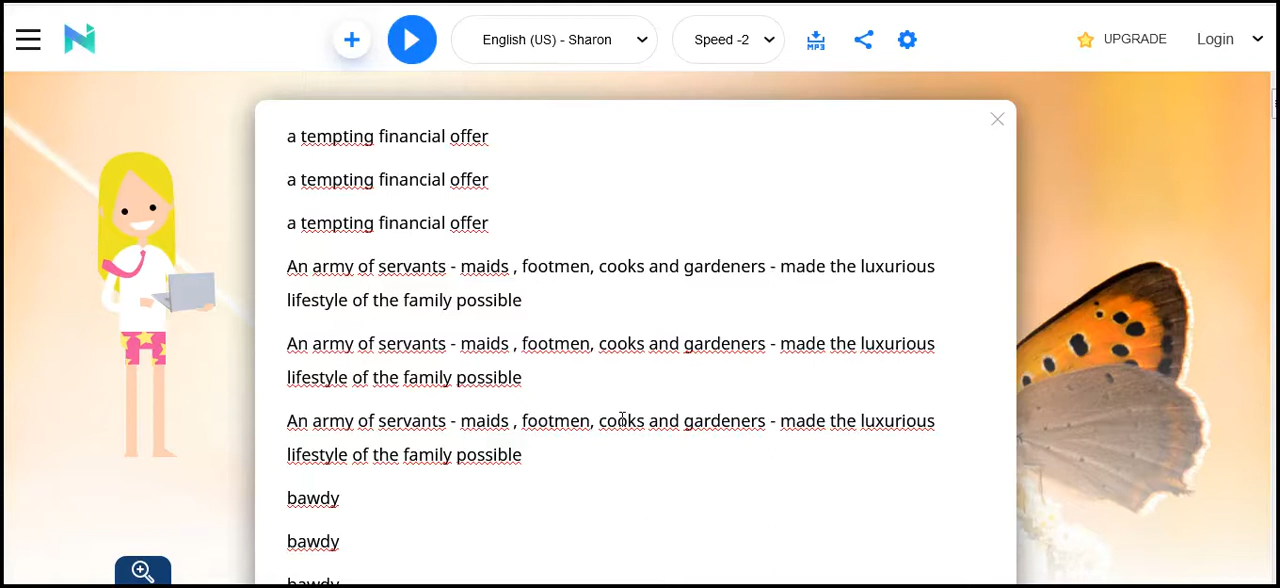 English (US) - Sharon
Speed -2
MP3
UPGRADE
Login
a tempting financial offer
a tempting financial offer
a tempting financial offer
An army of servants - maids , footmen, cooks and gardeners - made the luxurious
lifestyle of the family possible
An army of servants - maids , footmen, cooks and gardeners - made the luxurious
lifestyle of the family possible
An army of servants - maids , footmen, cooks and gardeners - made the luxurious
lifestyle of the family possible
bawdy
bawdy
bawdy